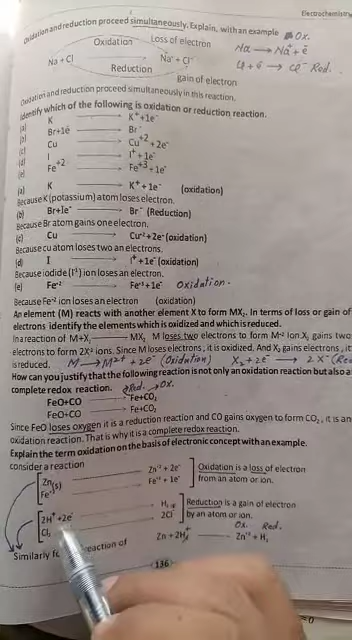 Electrochemistry
Oxidation and reduction proceed simultaneously. Explain, with an example Ox.
Oxidation Loss of electron Na → Na⁺ + ē
Na + Cl → Na⁺ + Cl⁻ Cl + ē → Cl⁻ Red.
Reduction gain of electron
Oxidation and reduction proceed simultaneously in this reaction.
Identify which of the following is oxidation or reduction reaction.
(a) K → K⁺+1e⁻
(b) Br+1ē → Br⁻
(c) Cu → Cu⁺²+2e⁻
(d) I → I⁺+1e⁻
(e) Fe⁺² → Fe⁺³+1e⁻
(a) K → K⁺+1e⁻ (oxidation)
Because K (potassium) atom loses electron.
(b) Br+Ie⁻ → Br⁻ (Reduction)
Because Br atom gains one electron.
(c) Cu → Cu⁺²+2e⁻ (oxidation)
Because cu atom loses two an electrons.
(d) I → I⁺+1e⁻ (oxidation)
Because iodide ion loses an electron.
(e) Fe⁺² → Fe³+1e⁻ Oxidation.
Because Fe⁺² ion loses an electron (oxidation)
An element (M) reacts with another element X to form MX₂. In terms of loss or gain of
electrons identify the elements which is oxidized and which is reduced.
In a reaction of M+X₂ → MX₂ M loses two electrons to form M⁺² ion X₂ gains two
electrons to form 2X⁻ ions. Since M loses electrons, it is oxidized. And X₂ gains electrons, it
is reduced. M → M²⁺ + 2e⁻ (Oxidation) X₂ + 2e⁻ → 2X⁻
How can you justify that the following reaction is not only an oxidation reaction but also a
complete redox reaction. Red. → Ox.
FeO+CO → Fe+CO₂
FeO+CO → Fe+CO₂
Since FeO loses oxygen it is a reduction reaction and CO gains oxygen to form CO₂, it is an
oxidation reaction. That is why it is a complete redox reaction.
Explain the term oxidation on the basis of electronic concept with an example.
consider a reaction
Zn(s) → Zn⁺²+ 2e⁻ Oxidation is a loss of electron
Fe⁺² → Fe⁺³ + 1e⁻ from an atom or ion.
2H⁺+2e⁻ → H₂ Reduction is a gain of electron
Cl₂ → 2Cl⁻ by an atom or ion.
Ox. Red.
Similarly reaction of Zn + 2H⁺ → Zn⁺² + H₂
136